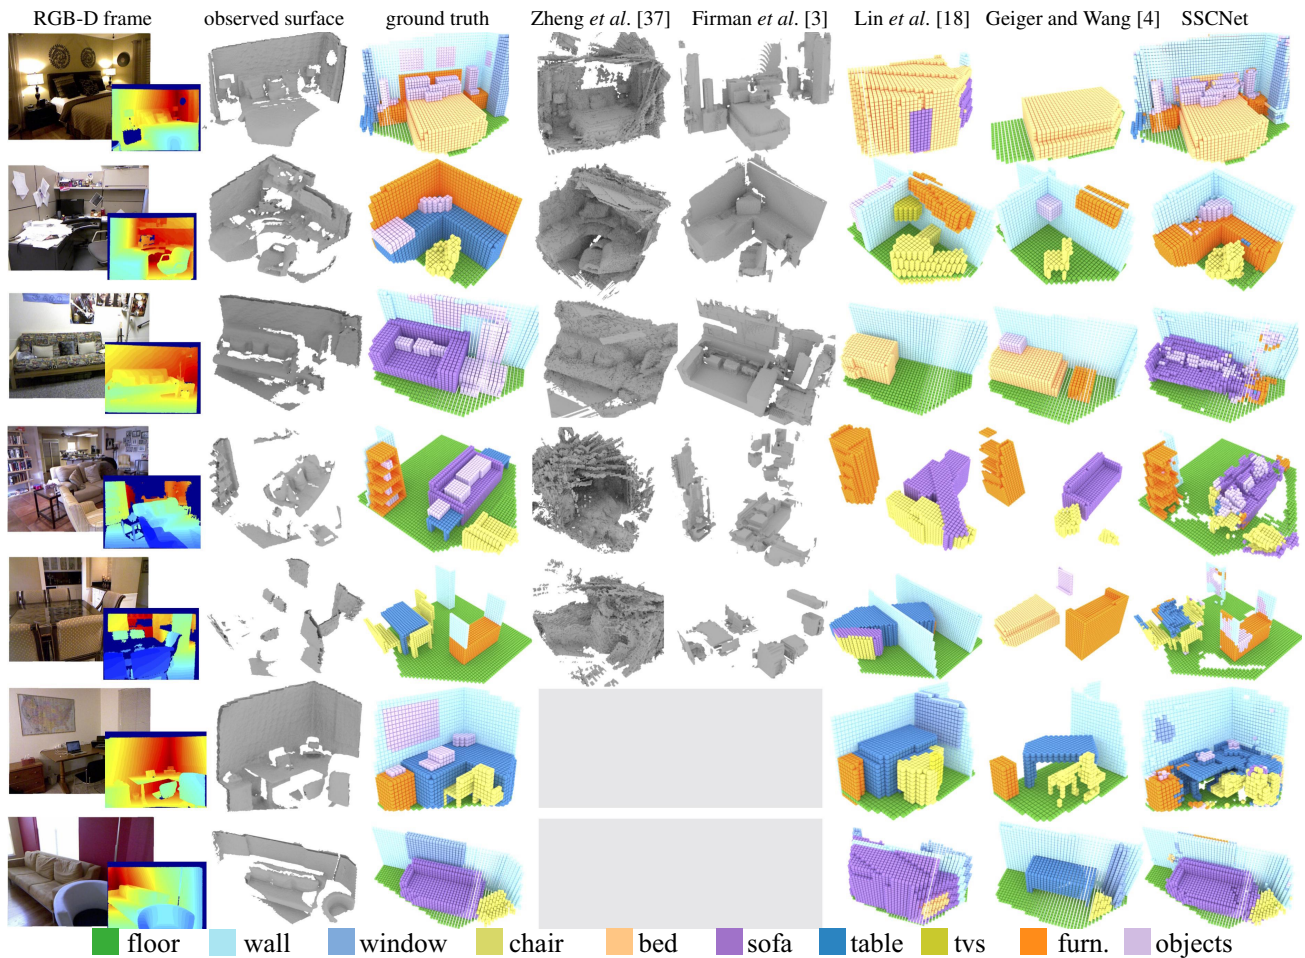 RGB-D frame
observed surface
ground truth
Zheng et al. [37]
Firman et al. [3]
Lin et al. [18]
Geiger and Wang [4]
SSCNet
floor
wall
window
chair
bed
sofa
table
tvs
furn.
objects